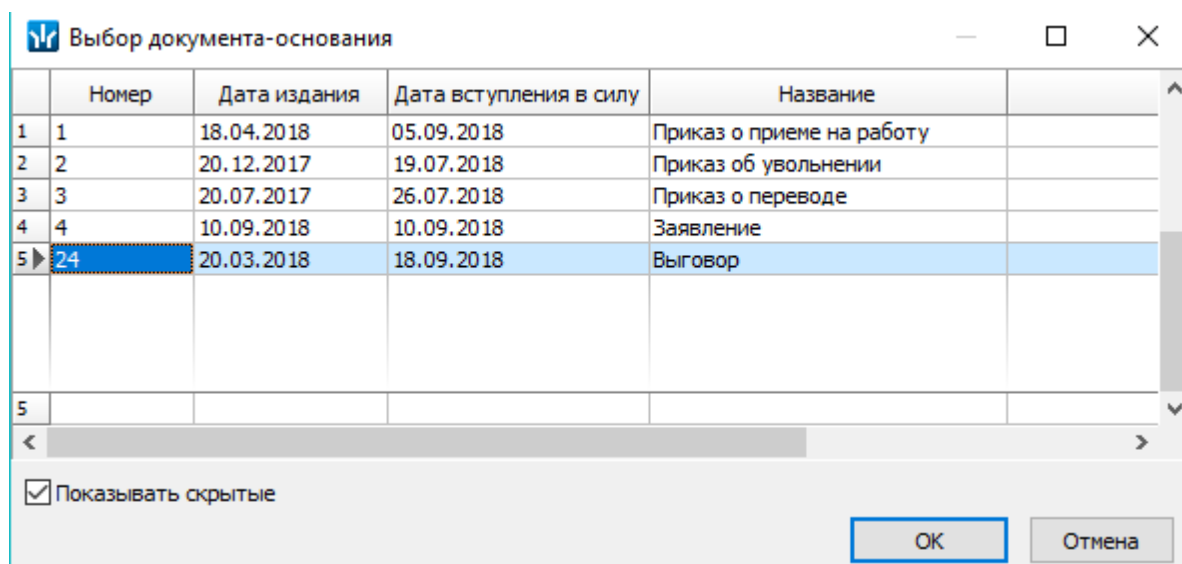 Выбор документа-основания
Номер Дата издания Дата вступления в силу Название
1 1 18.04.2018 05.09.2018 Приказ о приеме на работу
2 2 20.12.2017 19.07.2018 Приказ об увольнении
3 3 20.07.2017 26.07.2018 Приказ о переводе
4 4 10.09.2018 10.09.2018 Заявление
5 24 20.03.2018 18.09.2018 Выговор
5
Показывать скрытые
ОК Отмена